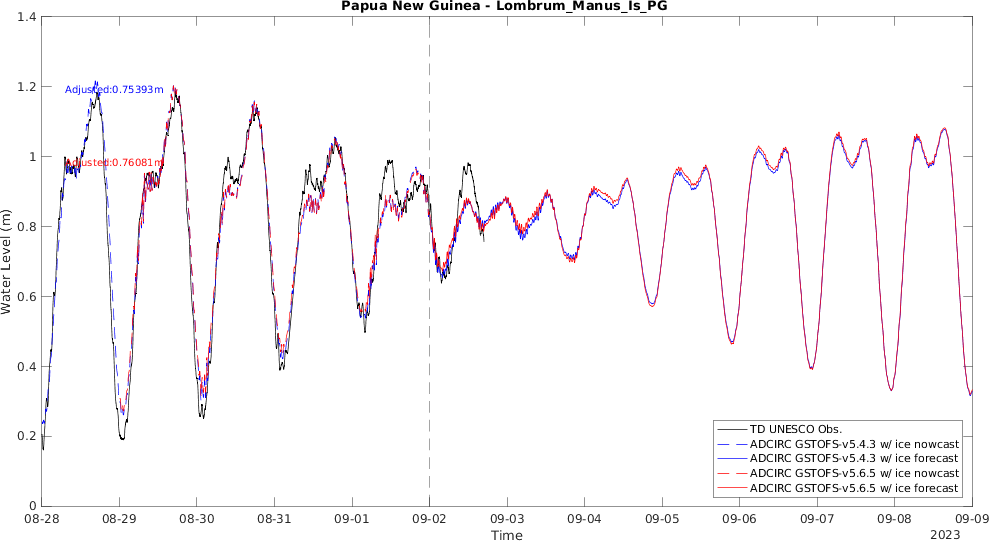 Papua New Guinea - Lombrum_Manus_Is_PG
1.4
1.2
1
0.8
0.6
0.4
0.2
0
Water Level (m)
Adjusted:0.75393m
Adjusted:0.76081m
TD UNESCO Obs.
ADCIRC GSTOFS-v5.4.3 w/ ice nowcast
ADCIRC GSTOFS-v5.4.3 w/ ice forecast
ADCIRC GSTOFS-v5.6.5 w/ ice nowcast
ADCIRC GSTOFS-v5.6.5 w/ ice forecast
08-28 08-29 08-30 08-31 09-01 09-02 09-03 09-04 09-05 09-06 09-07 09-08 09-09
Time
2023